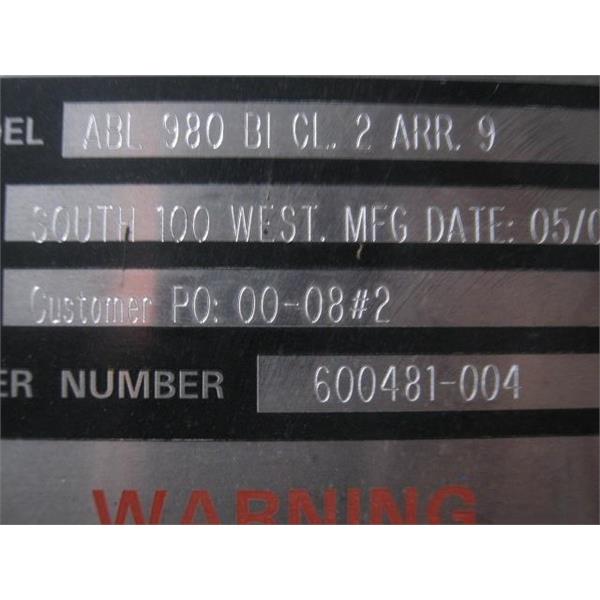 DEL ABL 980 BI CL. 2 ARR. 9
SOUTH 100 WEST. MFG DATE: 05/0
Customer PO: 00-08#2
ER NUMBER 600481-004
WARNING